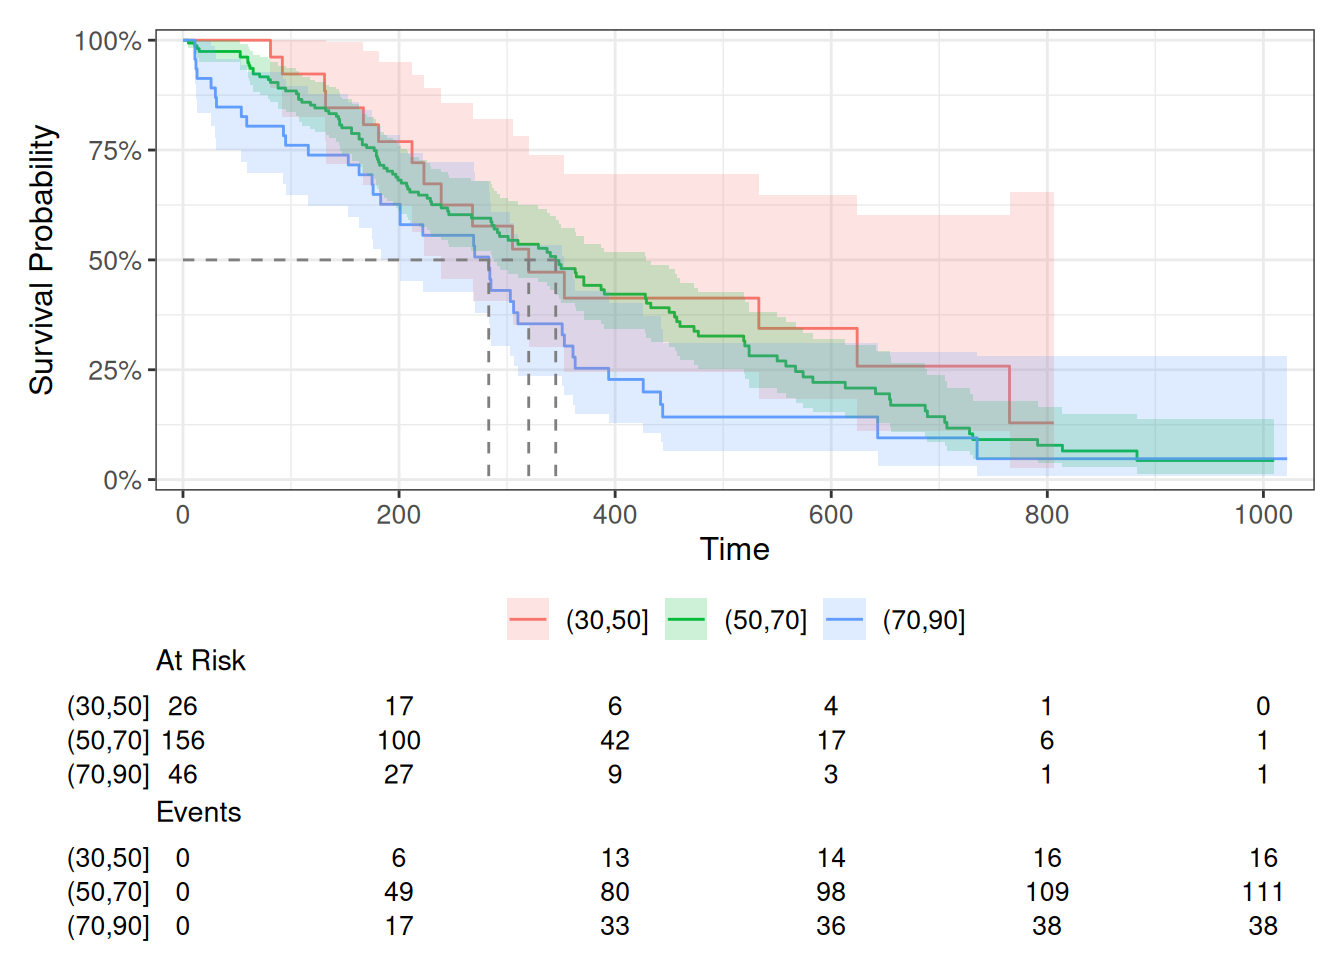 100%
75%
50%
25%
0%
Survival Probability
0 200 400 600 800 1000
Time
(30,50] (50,70] (70,90]
At Risk
(30,50] 26 17 6 4 1 0
(50,70] 156 100 42 17 6 1
(70,90] 46 27 9 3 1 1
Events
(30,50] 0 6 13 14 16 16
(50,70] 0 49 80 98 109 111
(70,90] 0 17 33 36 38 38